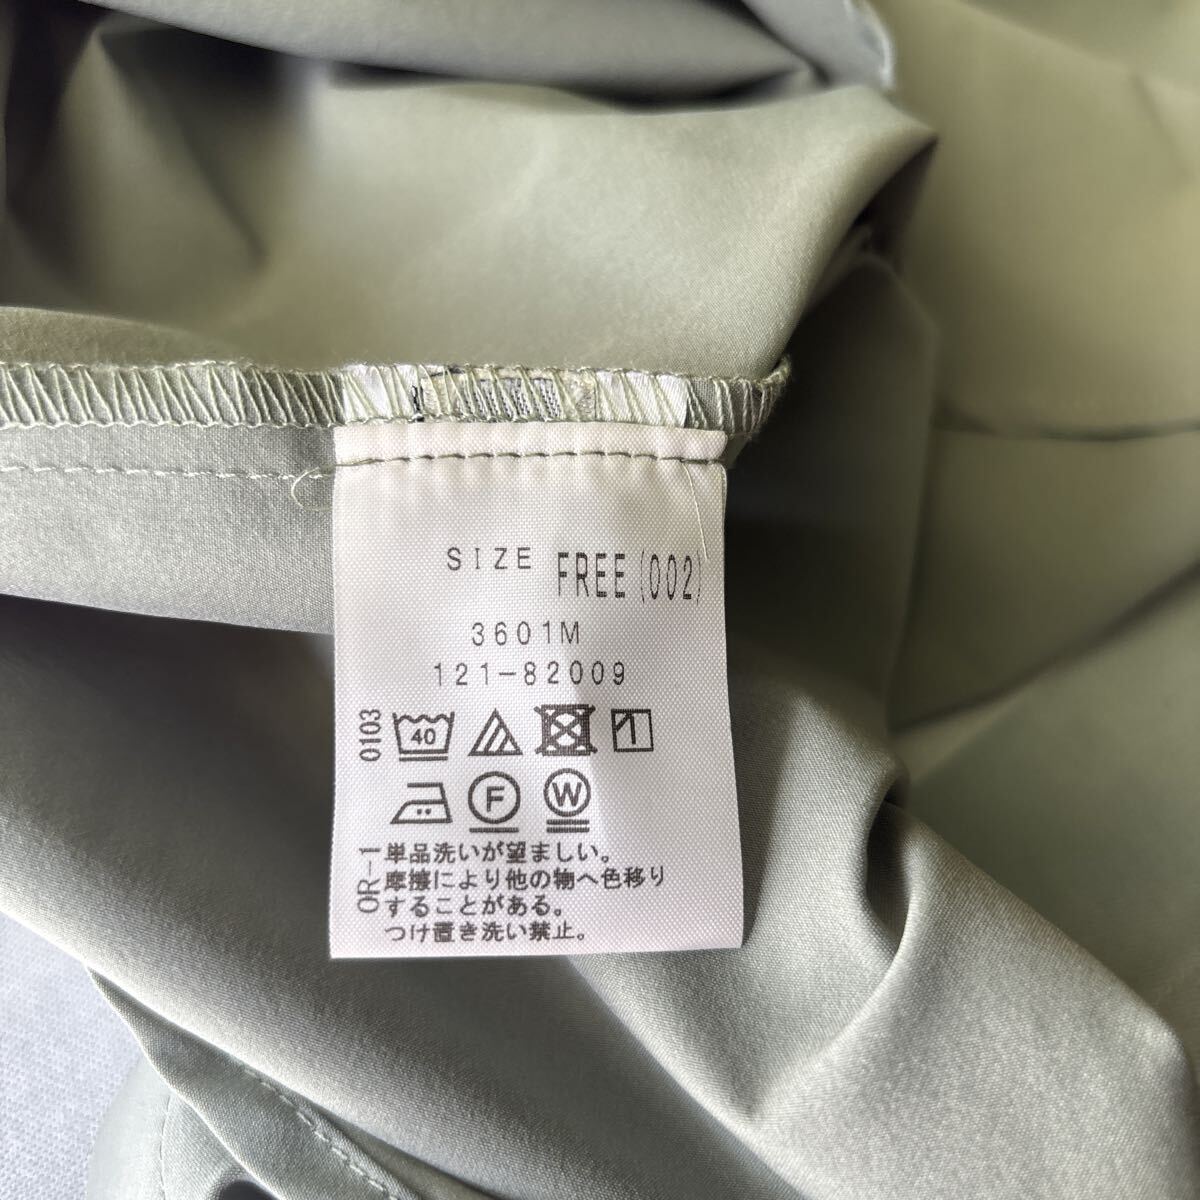 SIZE FREE(002)
3601M
121-82009
0103
40
F
W
OR-1
単品洗いが望ましい。
摩擦により他の物へ色移り
することがある。
つけ置き洗い禁止。